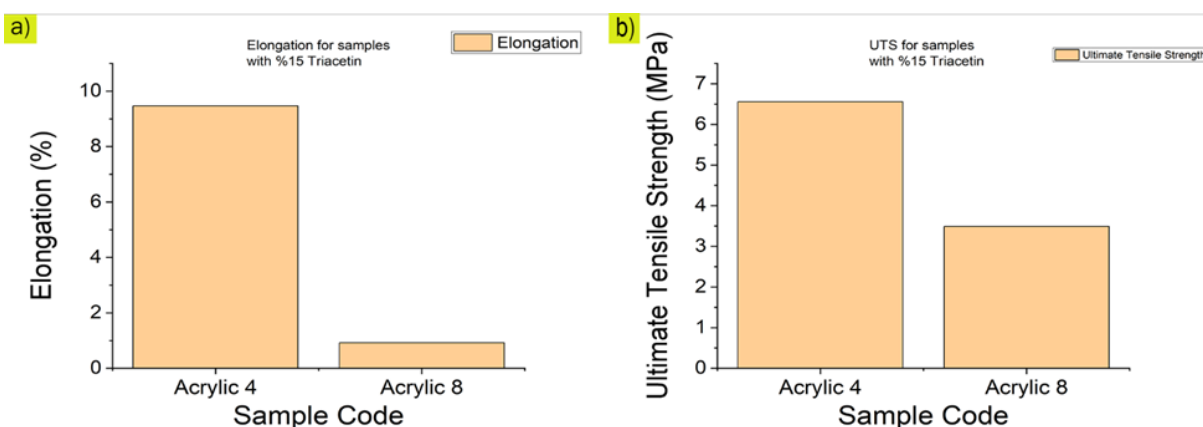 a)
Elongation for samples
with %15 Triacetin
Elongation
Elongation (%)
10
8
6
4
2
0
Acrylic 4
Acrylic 8
Sample Code
b)
UTS for samples
with %15 Triacetin
Ultimate Tensile Strength
Ultimate Tensile Strength (MPa)
7
6
5
4
3
2
1
0
Acrylic 4
Acrylic 8
Sample Code